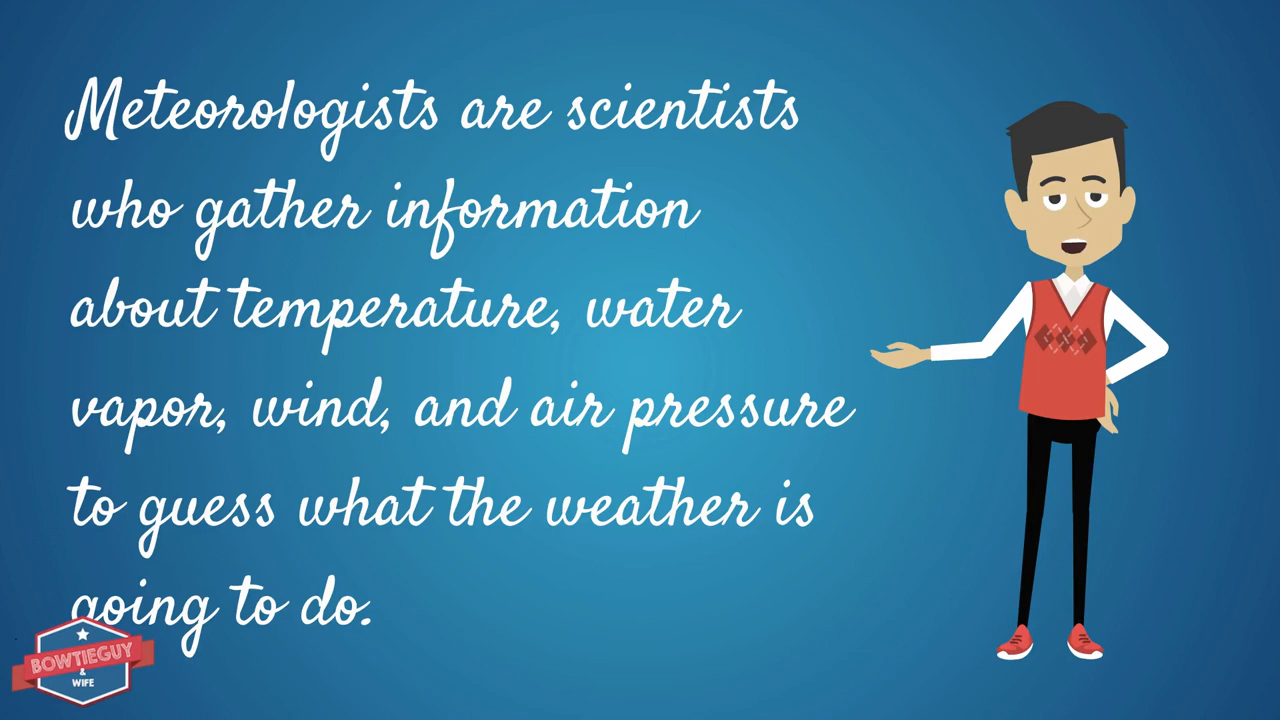 Meteorologists are scientists
who gather information
about temperature, water
vapor, wind, and air pressure
to guess what the weather is
going to do.
BOWTIEGUY
&
WIFE